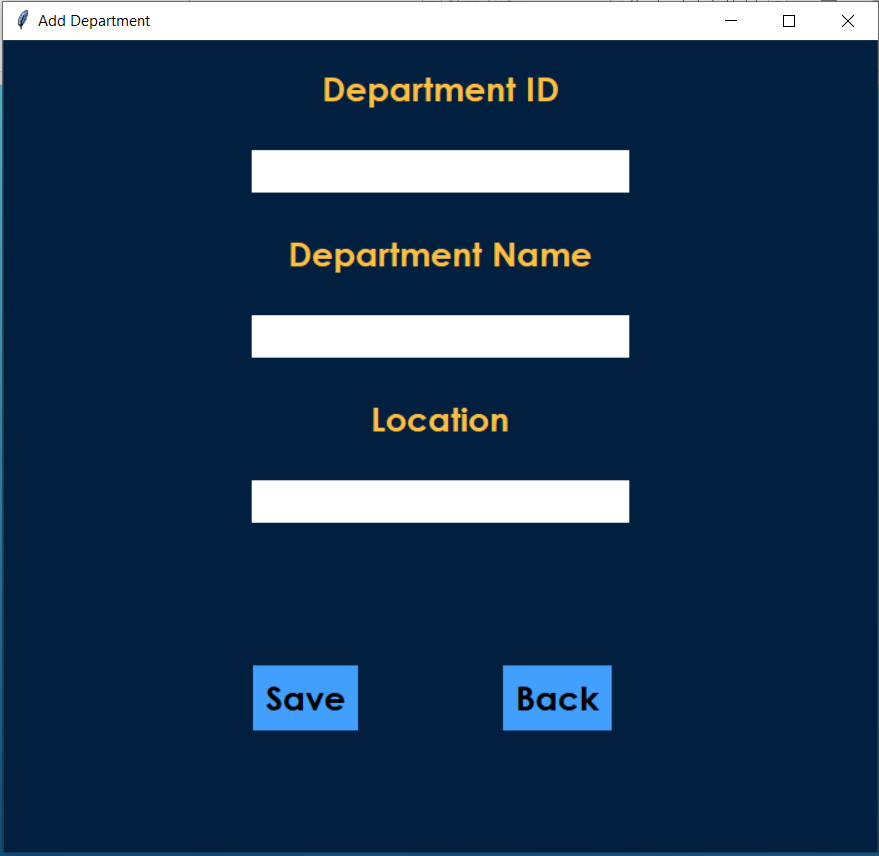 Add Department
Department ID
Department Name
Location
Save
Back